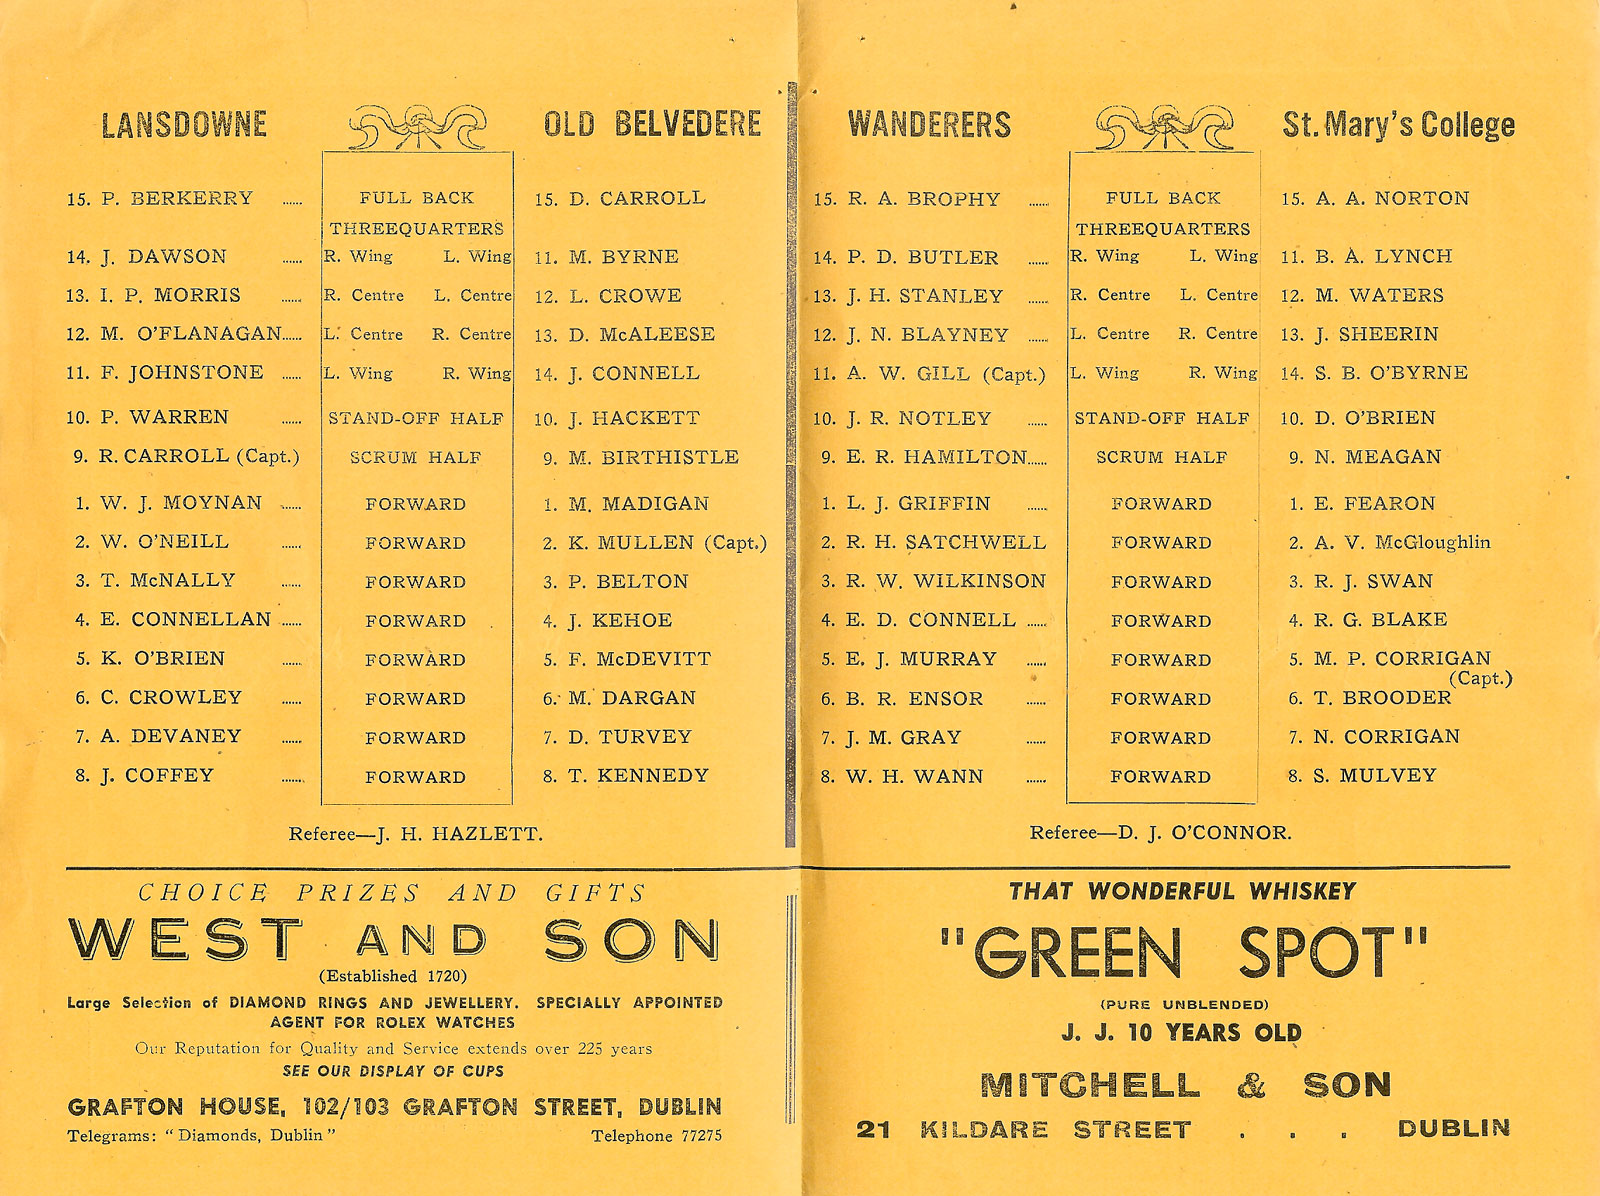 LANSDOWNE OLD BELVEDERE
15. P. BERKERRY ...... FULL BACK 15. D. CARROLL
THREEQUARTERS
14. J. DAWSON ...... R. Wing L. Wing 11. M. BYRNE
13. I. P. MORRIS ...... R. Centre L. Centre 12. L. CROWE
12. M. O'FLANAGAN...... L. Centre R. Centre 13. D. McALEESE
11. F. JOHNSTONE ...... L. Wing R. Wing 14. J. CONNELL
10. P. WARREN ...... STAND-OFF HALF 10. J. HACKETT
9. R. CARROLL (Capt.) SCRUM HALF 9. M. BIRTHISTLE
1. W. J. MOYNAN ...... FORWARD 1. M. MADIGAN
2. W. O'NEILL ...... FORWARD 2. K. MULLEN (Capt.)
3. T. McNALLY ...... FORWARD 3. P. BELTON
4. E. CONNELLAN ...... FORWARD 4. J. KEHOE
5. K. O'BRIEN ...... FORWARD 5. F. McDEVITT
6. C. CROWLEY ...... FORWARD 6. M. DARGAN
7. A. DEVANEY ...... FORWARD 7. D. TURVEY
8. J. COFFEY ...... FORWARD 8. T. KENNEDY
Referee—J. H. HAZLETT.
CHOICE PRIZES AND GIFTS
WEST AND SON
(Established 1720)
Large Selection of DIAMOND RINGS AND JEWELLERY. SPECIALLY APPOINTED
AGENT FOR ROLEX WATCHES
Our Reputation for Quality and Service extends over 225 years
SEE OUR DISPLAY OF CUPS
GRAFTON HOUSE, 102/103 GRAFTON STREET, DUBLIN
Telegrams: "Diamonds, Dublin" Telephone 77275
WANDERERS St. Mary's College
15. R. A. BROPHY ...... FULL BACK 15. A. A. NORTON
THREEQUARTERS
14. P. D. BUTLER ...... R. Wing L. Wing 11. B. A. LYNCH
13. J. H. STANLEY ...... R. Centre L. Centre 12. M. WATERS
12. J. N. BLAYNEY ...... L. Centre R. Centre 13. J. SHEERIN
11. A. W. GILL (Capt.) L. Wing R. Wing 14. S. B. O'BYRNE
10. J. R. NOTLEY ...... STAND-OFF HALF 10. D. O'BRIEN
9. E. R. HAMILTON...... SCRUM HALF 9. N. MEAGAN
1. L. J. GRIFFIN ...... FORWARD 1. E. FEARON
2. R. H. SATCHWELL FORWARD 2. A. V. McGloughlin
3. R. W. WILKINSON FORWARD 3. R. J. SWAN
4. E. D. CONNELL ...... FORWARD 4. R. G. BLAKE
5. E. J. MURRAY ...... FORWARD 5. M. P. CORRIGAN
(Capt.)
6. B. R. ENSOR ...... FORWARD 6. T. BROODER
7. J. M. GRAY ...... FORWARD 7. N. CORRIGAN
8. W. H. WANN ...... FORWARD 8. S. MULVEY
Referee—D. J. O'CONNOR.
THAT WONDERFUL WHISKEY
"GREEN SPOT"
(PURE UNBLENDED)
J. J. 10 YEARS OLD
MITCHELL & SON
21 KILDARE STREET . . . DUBLIN